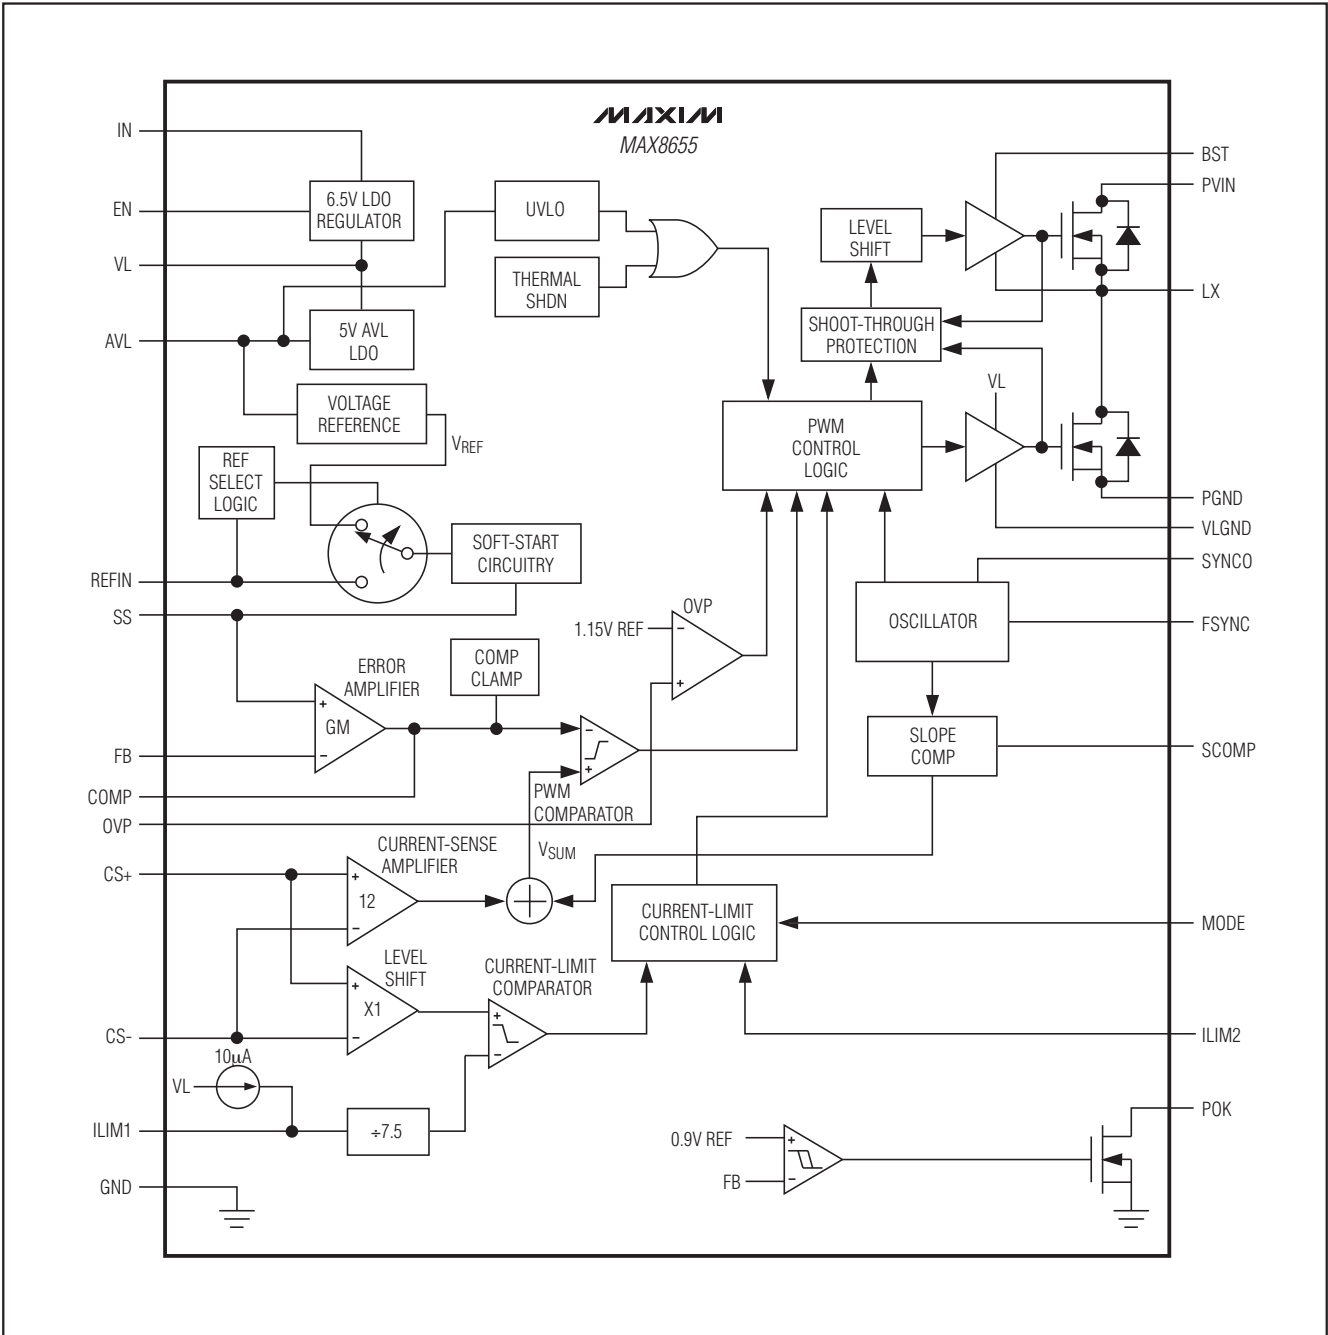 MAXIM
MAX8655
IN
EN
VL
AVL
REFIN
SS
FB
COMP
OVP
CS+
CS-
ILIM1
GND
6.5V LDO
REGULATOR
5V AVL
LDO
VOLTAGE
REFERENCE
VREF
REF
SELECT
LOGIC
SOFT-START
CIRCUITRY
UVLO
THERMAL
SHDN
LEVEL
SHIFT
SHOOT-THROUGH
PROTECTION
PWM
CONTROL
LOGIC
VL
BST
PVIN
LX
PGND
VLGND
SYNCO
FSYNC
SCOMP
MODE
ILIM2
POK
OSCILLATOR
SLOPE
COMP
OVP
1.15V REF
-
+
ERROR
AMPLIFIER
+
GM
-
COMP
CLAMP
-
+
PWM
COMPARATOR
VSUM
CURRENT-SENSE
AMPLIFIER
+
12
-
LEVEL
SHIFT
+
X1
-
CURRENT-LIMIT
COMPARATOR
+
-
CURRENT-LIMIT
CONTROL LOGIC
10µA
VL
÷7.5
0.9V REF
FB
+
-